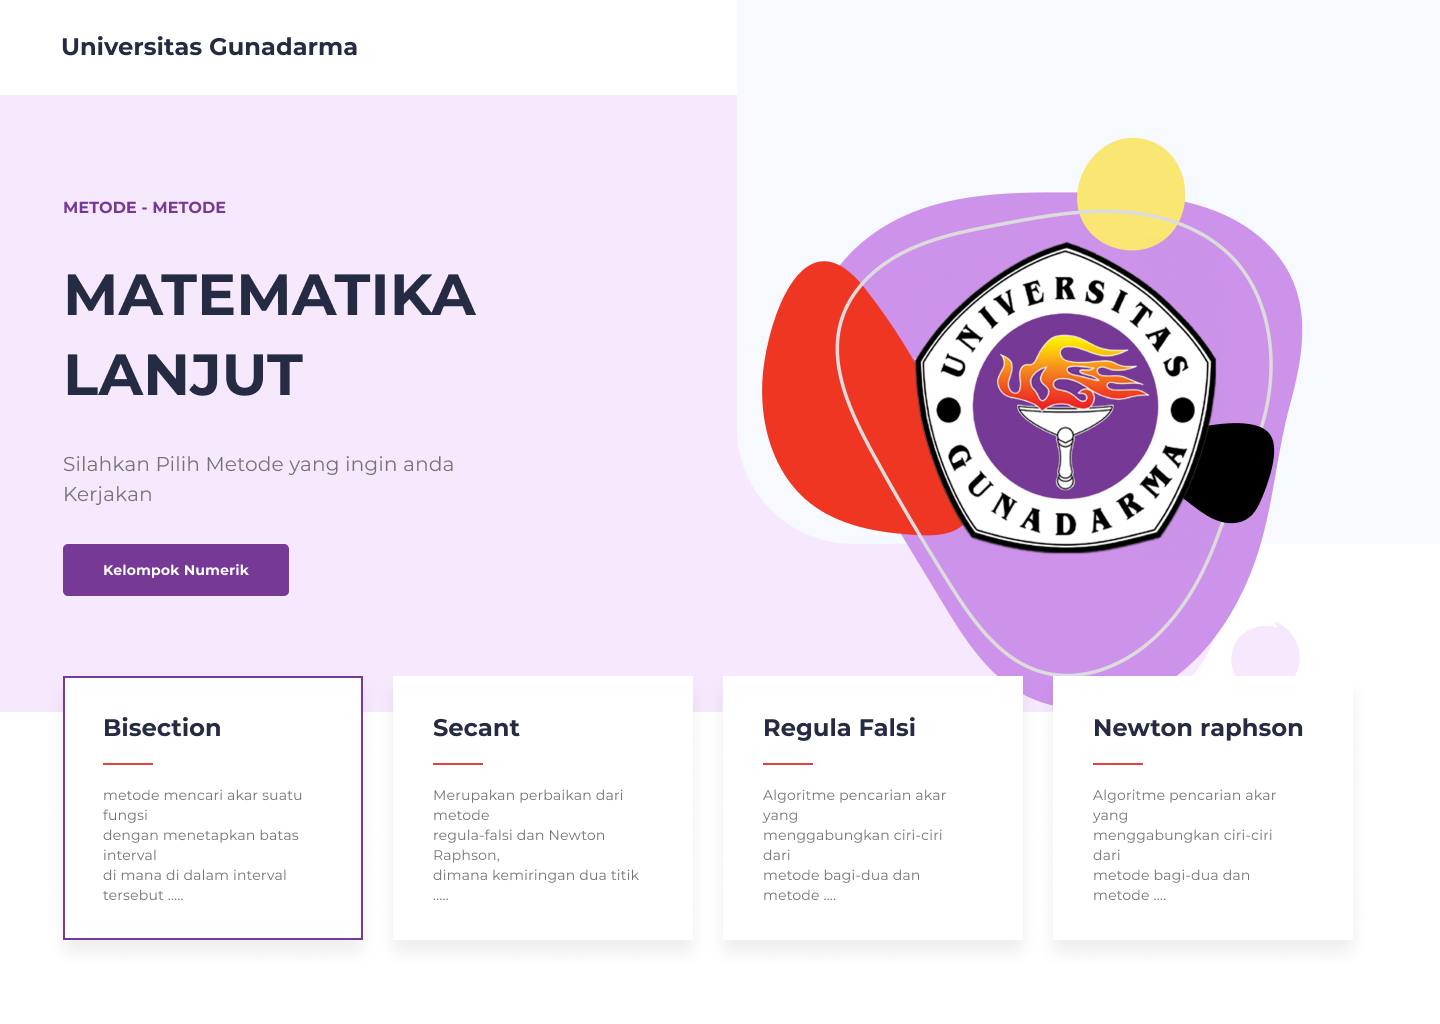 Universitas Gunadarma
METODE - METODE
MATEMATIKA
LANJUT
Silahkan Pilih Metode yang ingin anda
Kerjakan
Kelompok Numerik
UNIVERSITAS
GUNADARMA
Bisection
metode mencari akar suatu
fungsi
dengan menetapkan batas
interval
di mana di dalam interval
tersebut .....
Secant
Merupakan perbaikan dari
metode
regula-falsi dan Newton
Raphson,
dimana kemiringan dua titik
.....
Regula Falsi
Algoritme pencarian akar
yang
menggabungkan ciri-ciri
dari
metode bagi-dua dan
metode ....
Newton raphson
Algoritme pencarian akar
yang
menggabungkan ciri-ciri
dari
metode bagi-dua dan
metode ....